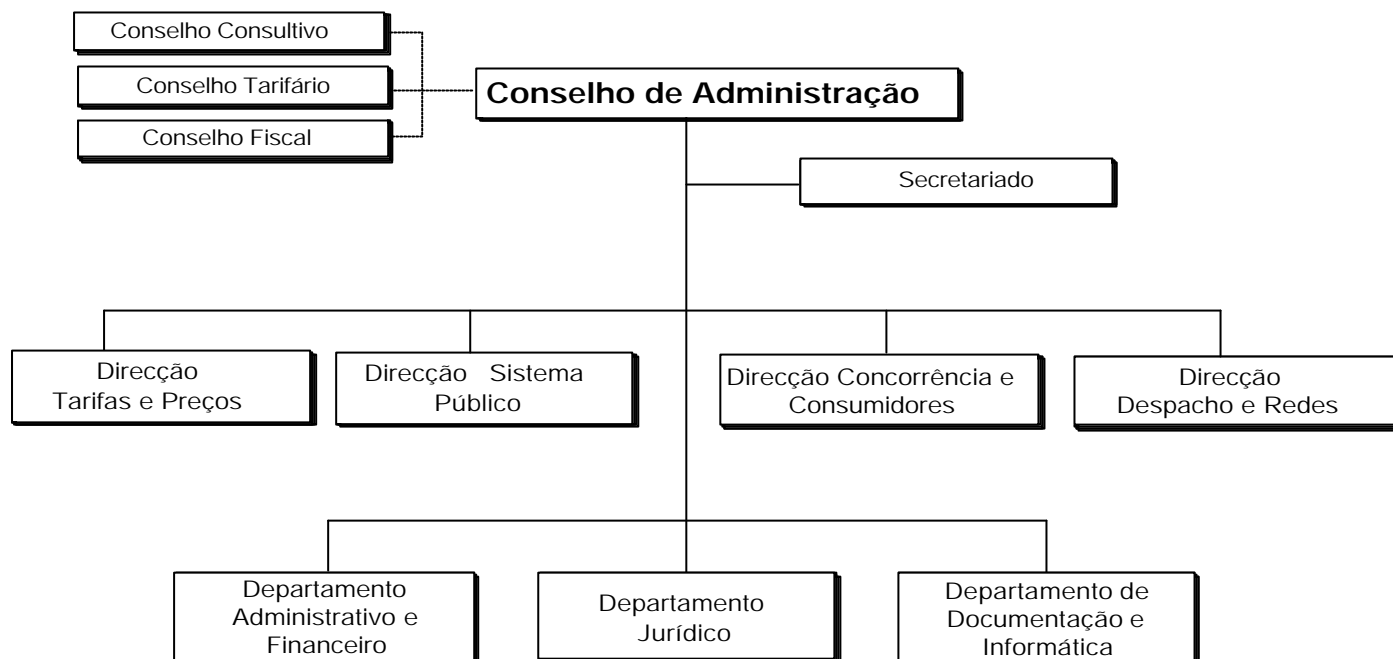 Conselho Consultivo
Conselho Tarifário
Conselho Fiscal
Conselho de Administração
Secretariado
Direcção
Tarifas e Preços
Direcção Sistema
Público
Direcção Concorrência e
Consumidores
Direcção
Despacho e Redes
Departamento
Administrativo e
Financeiro
Departamento
Jurídico
Departamento de
Documentação e
Informática